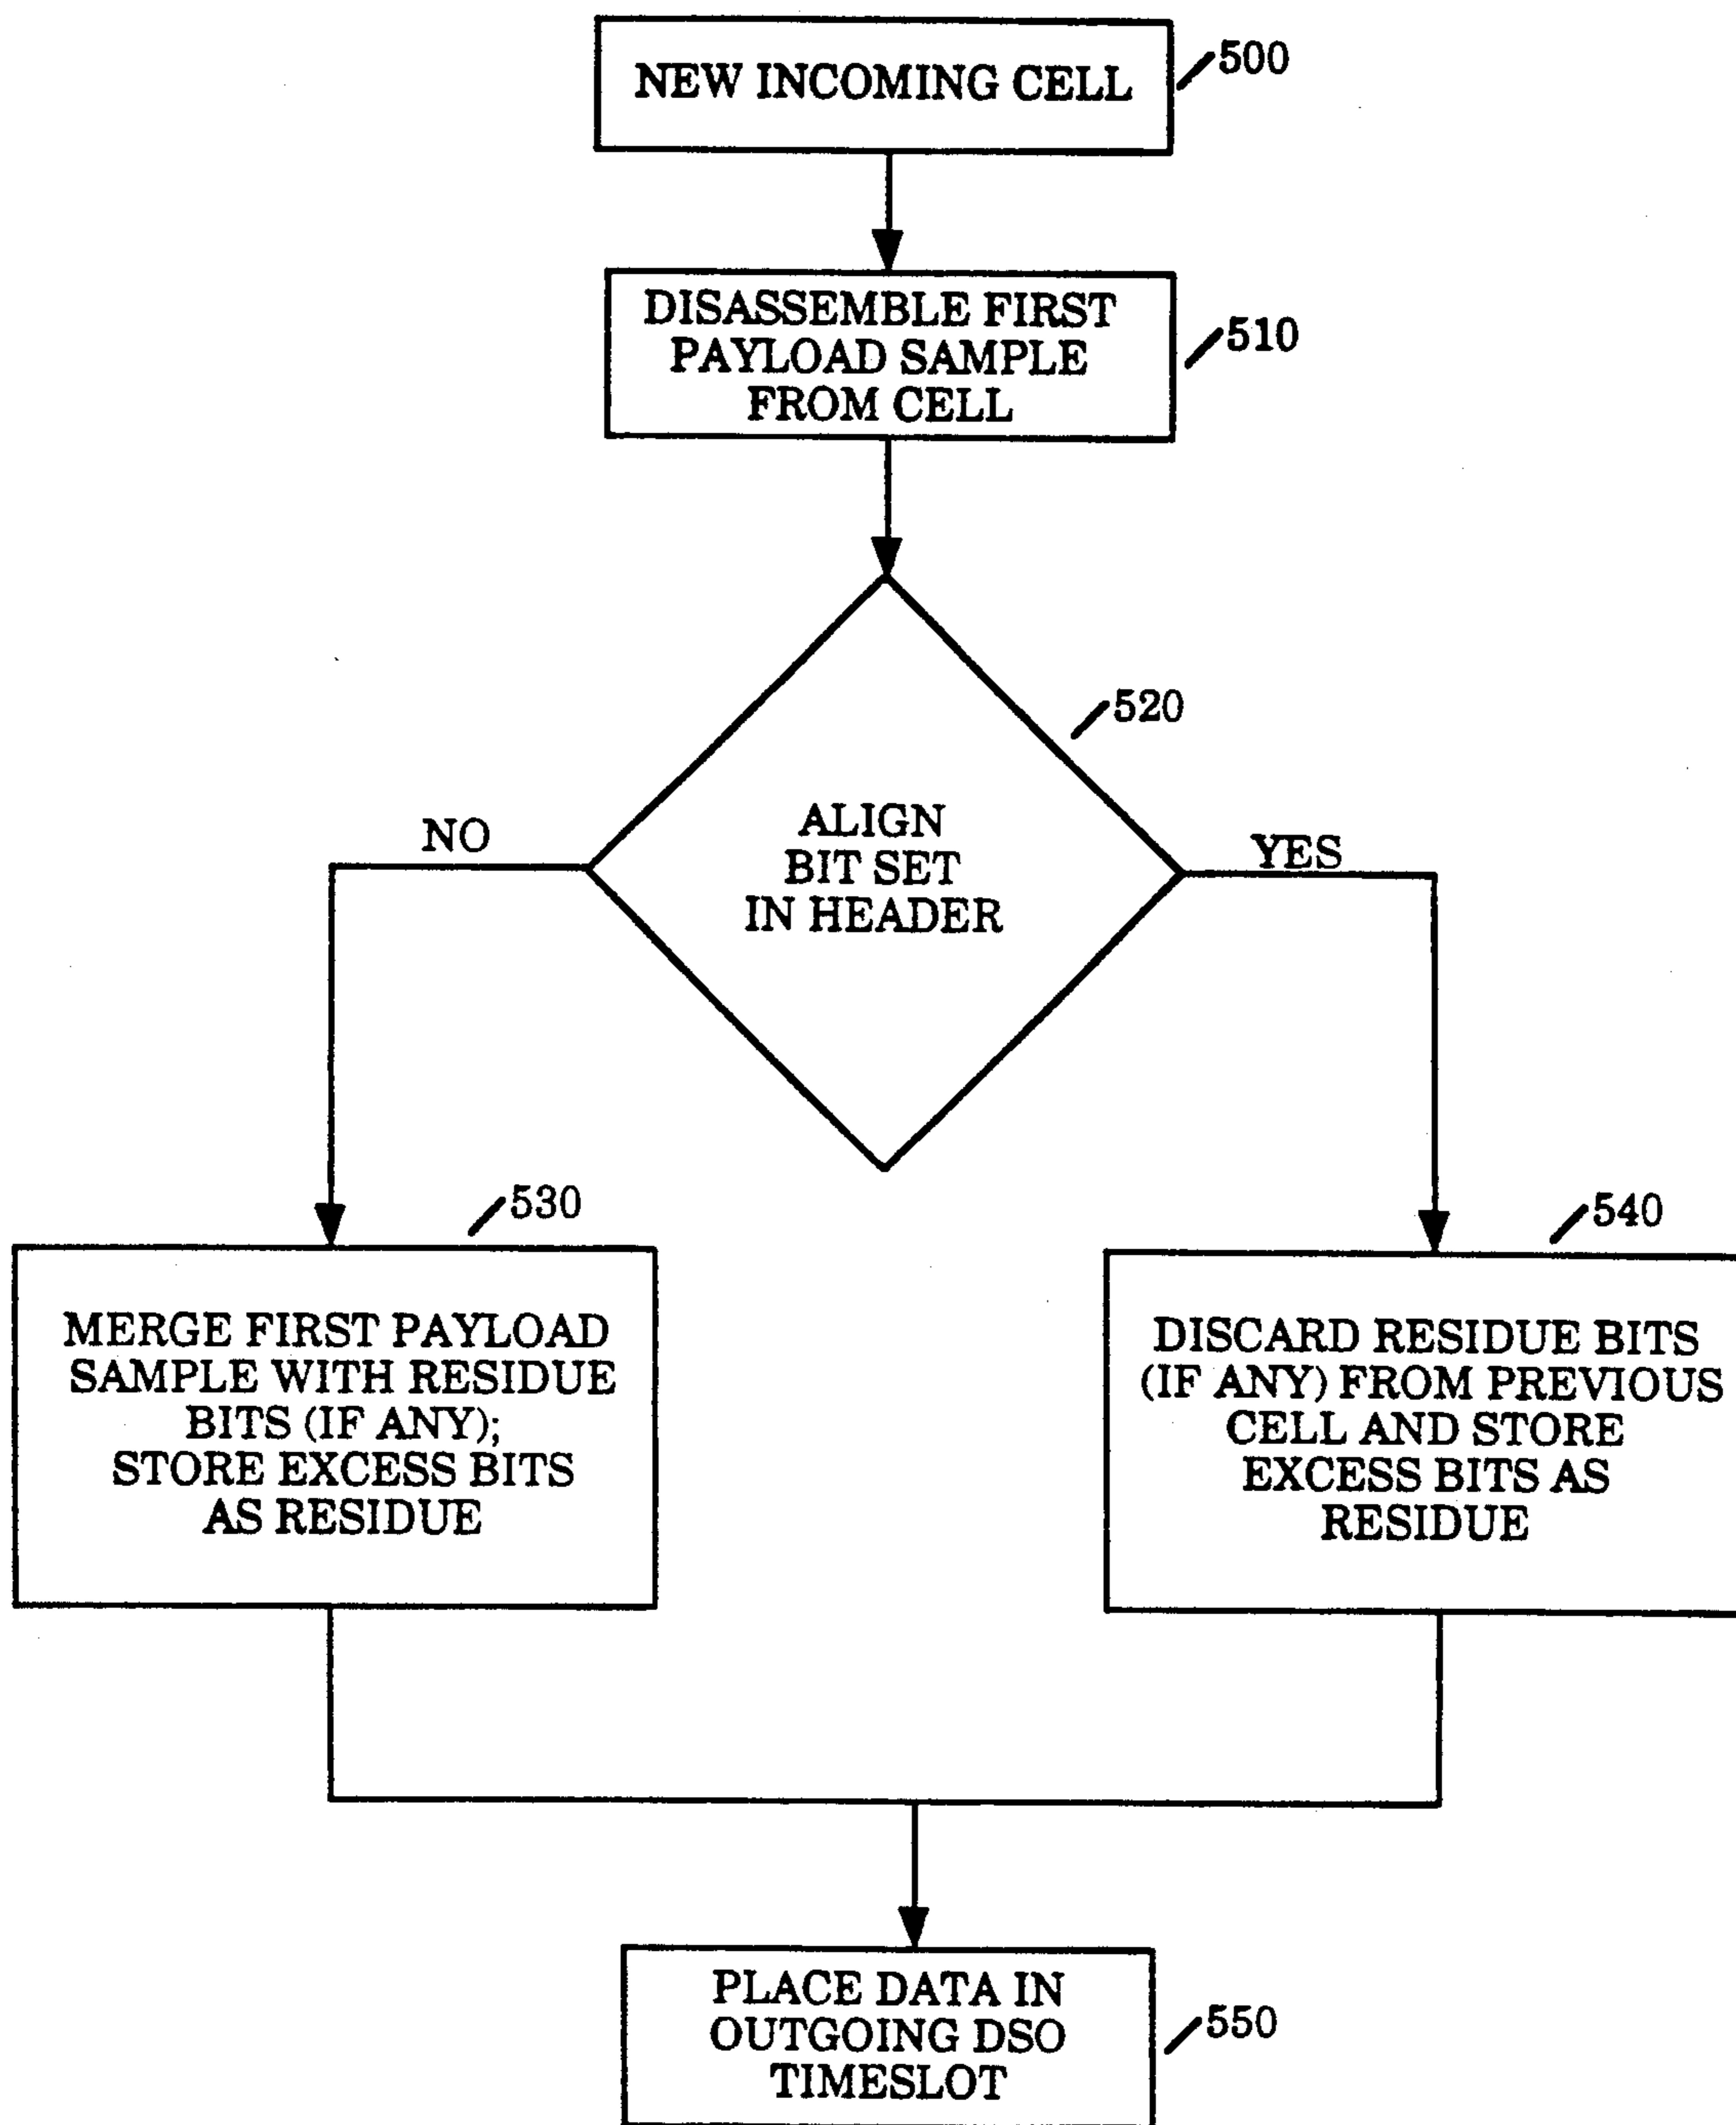 NEW INCOMING CELL
500
DISASSEMBLE FIRST
PAYLOAD SAMPLE
FROM CELL
510
520
ALIGN
BIT SET
IN HEADER
NO
YES
530
MERGE FIRST PAYLOAD
SAMPLE WITH RESIDUE
BITS (IF ANY);
STORE EXCESS BITS
AS RESIDUE
540
DISCARD RESIDUE BITS
(IF ANY) FROM PREVIOUS
CELL AND STORE
EXCESS BITS AS
RESIDUE
PLACE DATA IN
OUTGOING DSO
TIMESLOT
550